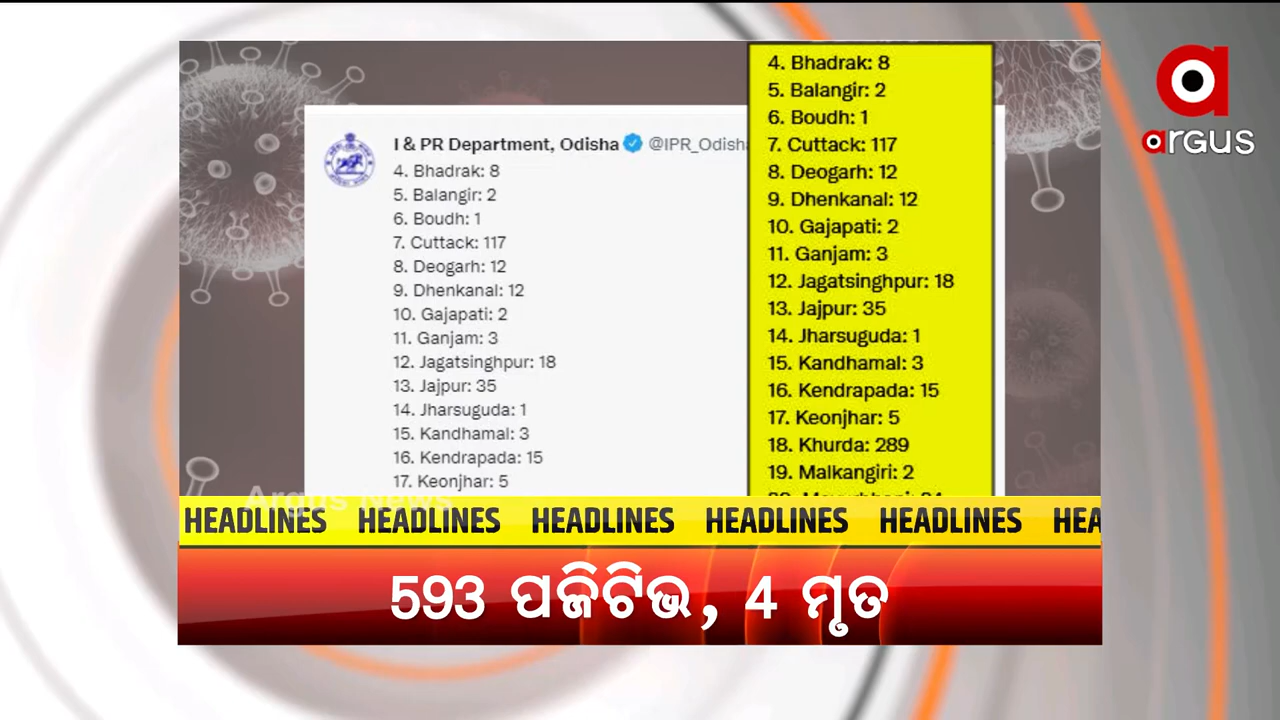 I & PR Department, Odisha @IPR_Odisha
4. Bhadrak: 8
5. Balangir: 2
6. Boudh: 1
7. Cuttack: 117
8. Deogarh: 12
9. Dhenkanal: 12
10. Gajapati: 2
11. Ganjam: 3
12. Jagatsinghpur: 18
13. Jajpur: 35
14. Jharsuguda: 1
15. Kandhamal: 3
16. Kendrapada: 15
17. Keonjhar: 5
4. Bhadrak: 8
5. Balangir: 2
6. Boudh: 1
7. Cuttack: 117
8. Deogarh: 12
9. Dhenkanal: 12
10. Gajapati: 2
11. Ganjam: 3
12. Jagatsinghpur: 18
13. Jajpur: 35
14. Jharsuguda: 1
15. Kandhamal: 3
16. Kendrapada: 15
17. Keonjhar: 5
18. Khurda: 289
19. Malkangiri: 2
argus
Argus News
HEADLINES HEADLINES HEADLINES HEADLINES HEADLINES HEA
593 ପଜିଟିଭ, 4 ମୃତ